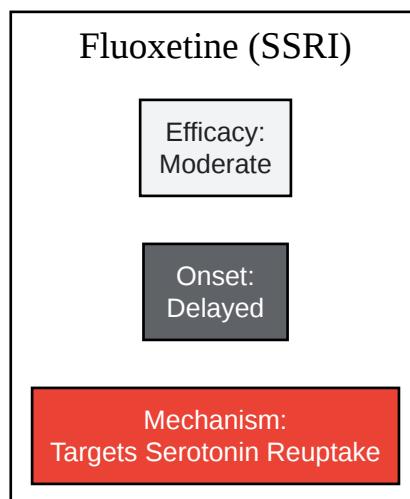 Fluoxetine (SSRI)
Efficacy:
Moderate
Onset:
Delayed
Mechanism:
Targets Serotonin Reuptake